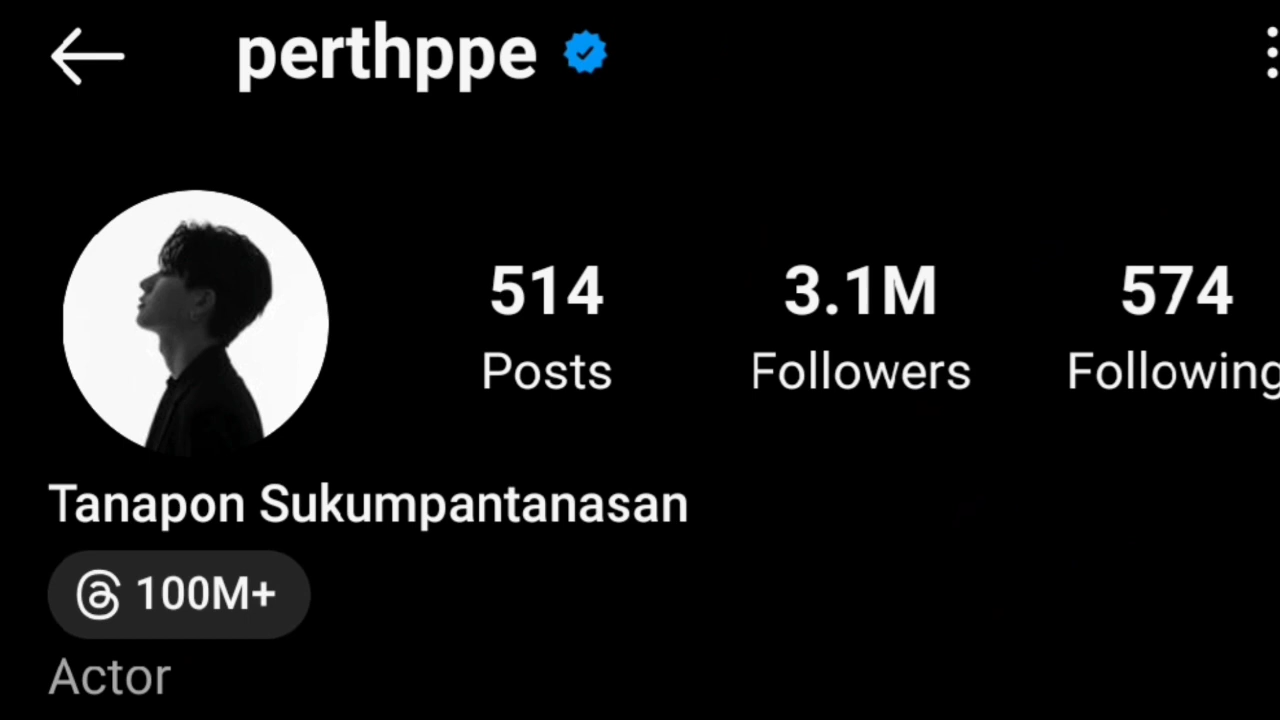 perthppe
514 3.1M 574
Posts Followers Following
Tanapon Sukumpantanasan
100M+
Actor